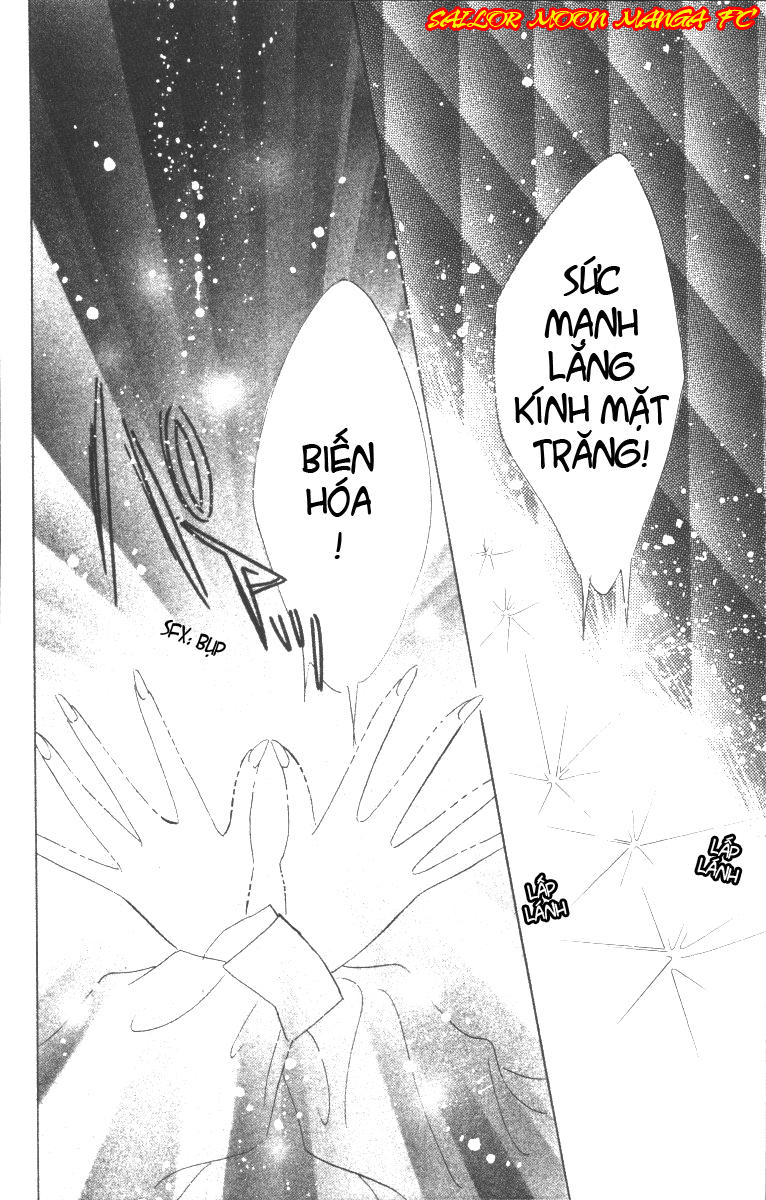 SAILOR MOON MANGA FC
SỨC
MẠNH
LĂNG
KÍNH MẶT
TRĂNG!
BIẾN
HÓA
!
SFX: BỤP
LẤP
LÁNH
LẤP
LÁNH